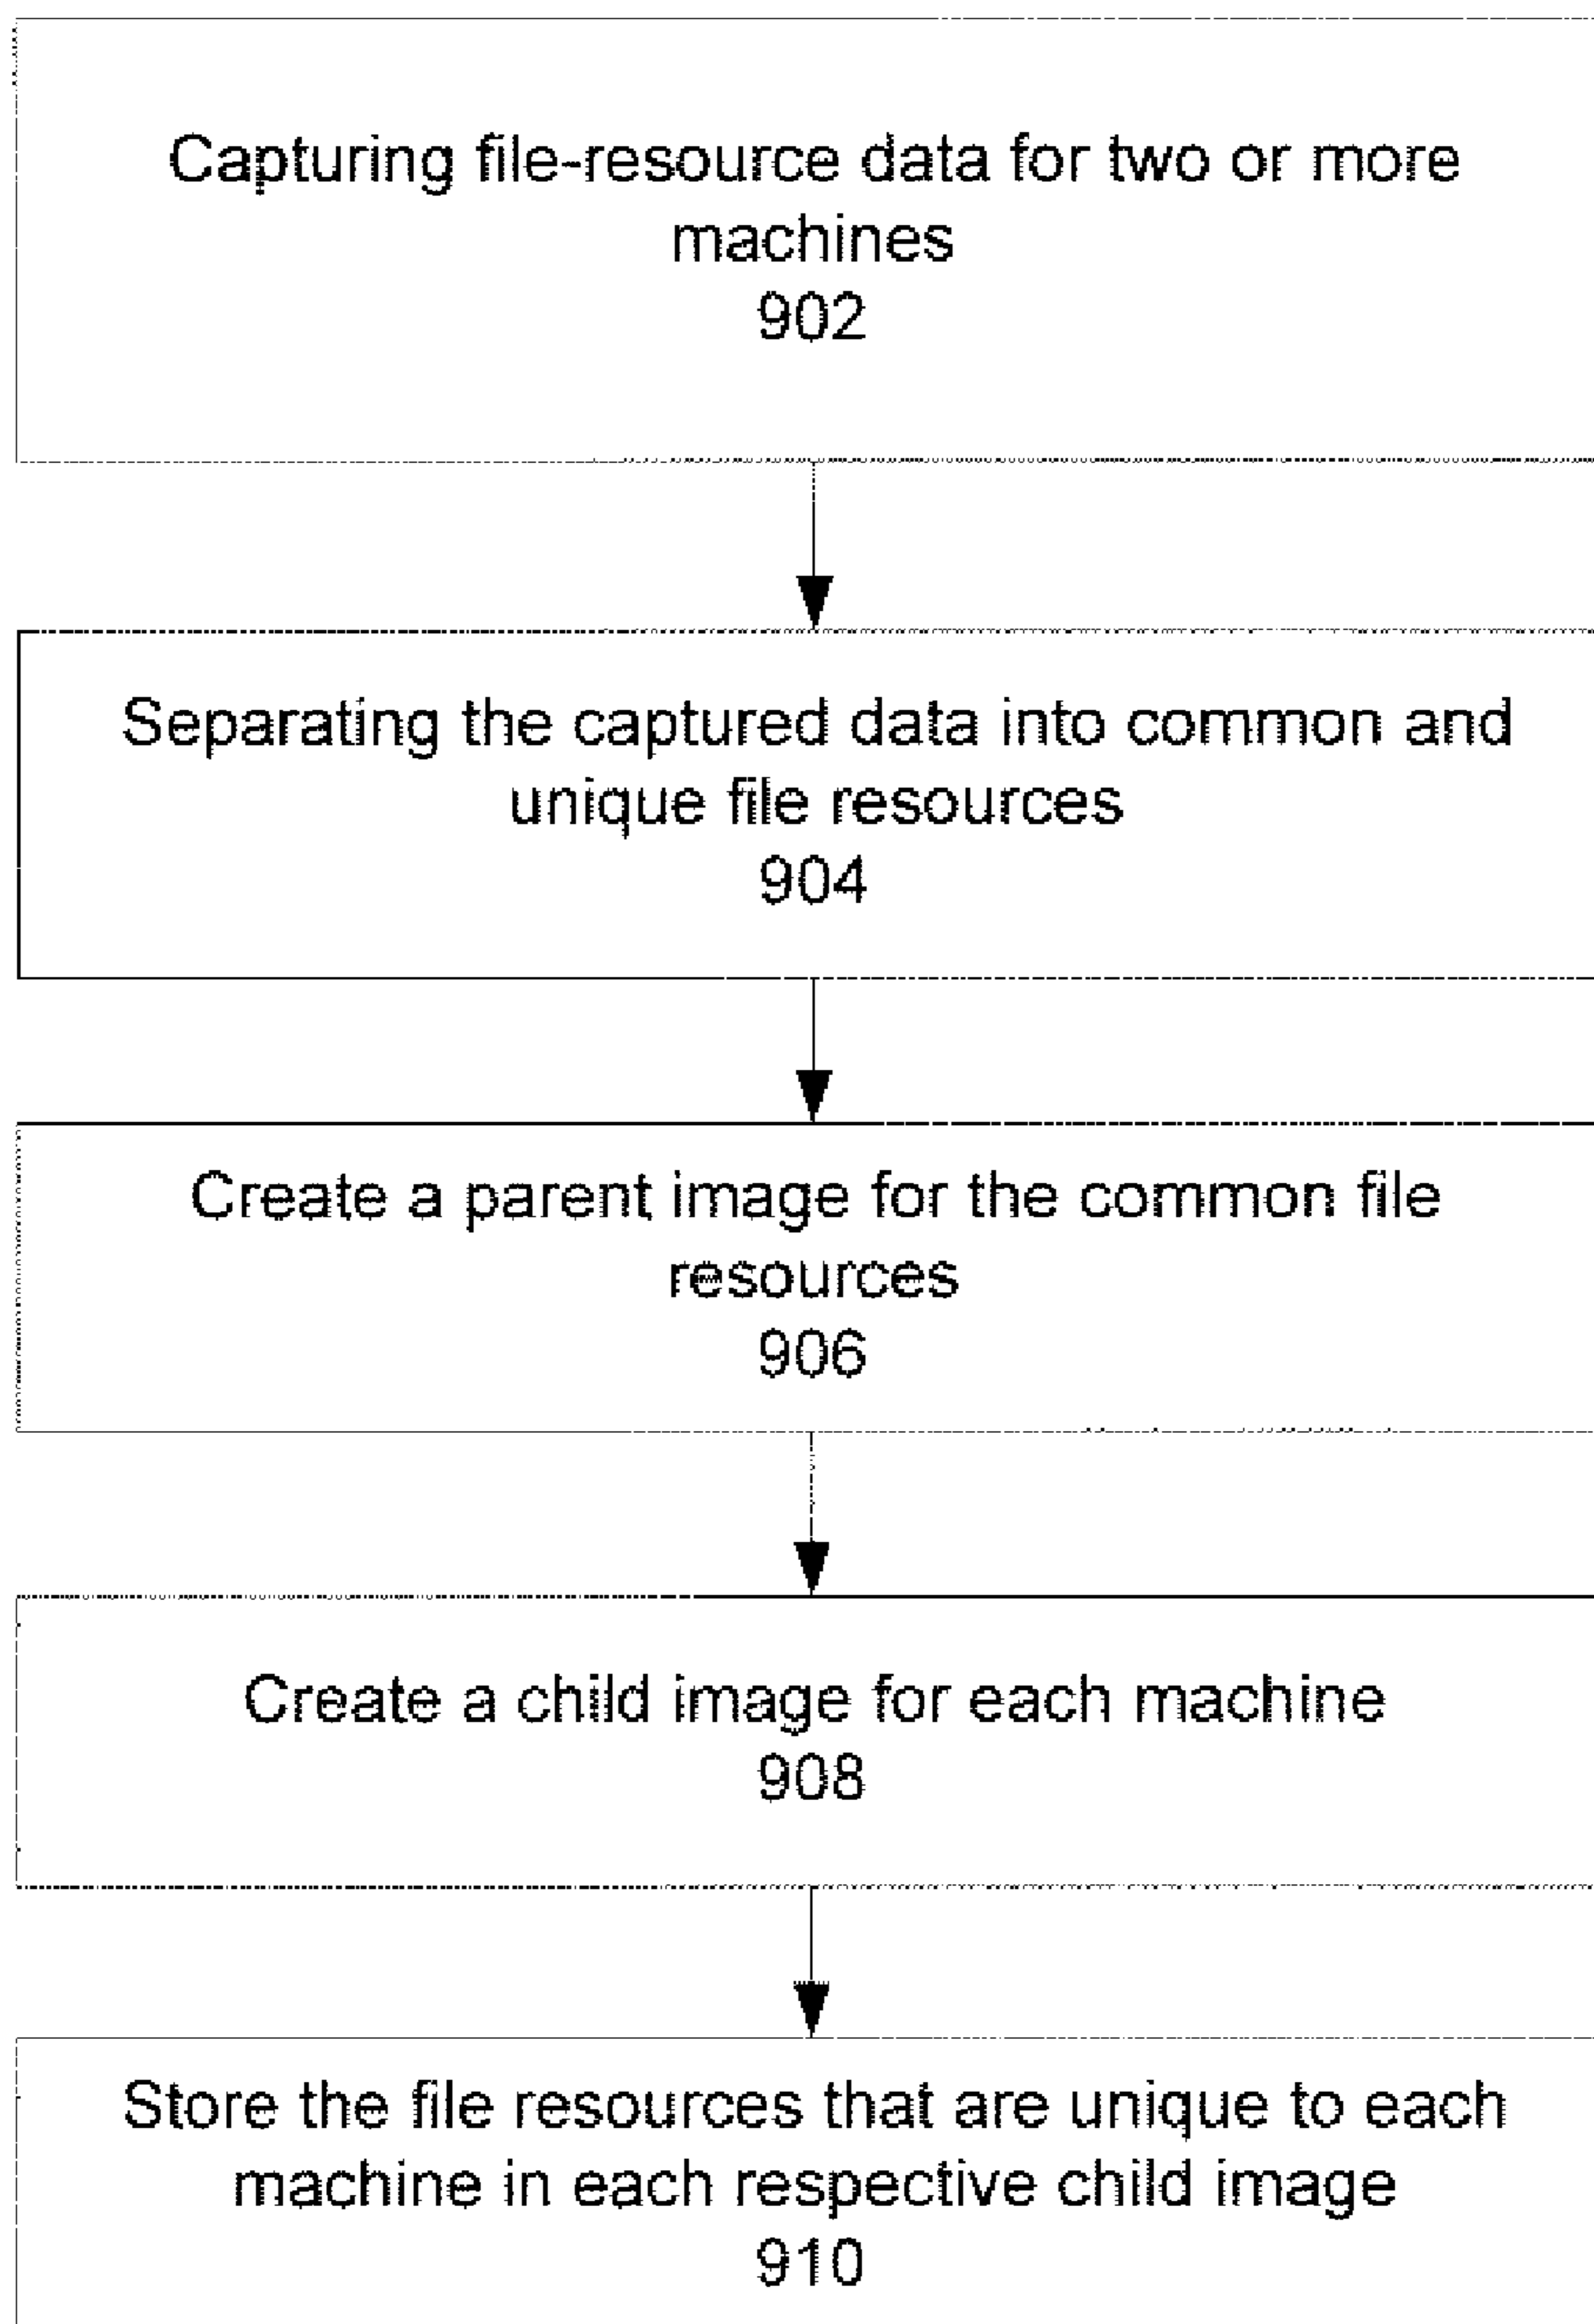 Capturing file-resource data for two or more
machines
902
Separating the captured data into common and
unique file resources
904
Create a parent image for the common file
resources
906
Create a child image for each machine
908
Store the file resources that are unique to each
machine in each respective child image
910